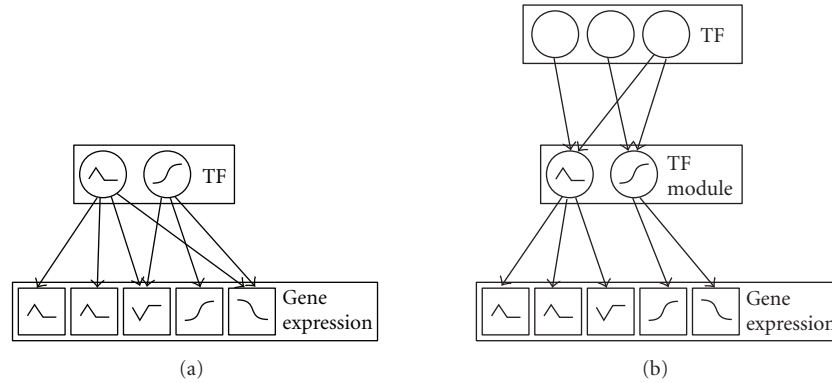 TF
Gene
expression
(a)
TF
TF
module
Gene
expression
(b)